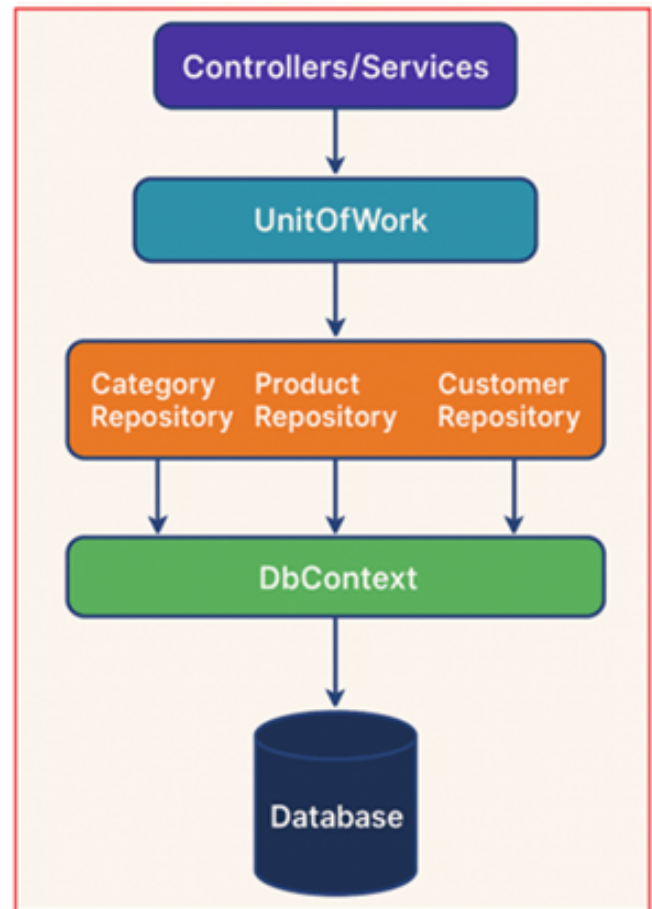 Controllers/Services
UnitOfWork
Category Repository
Product Repository
Customer Repository
DbContext
Database